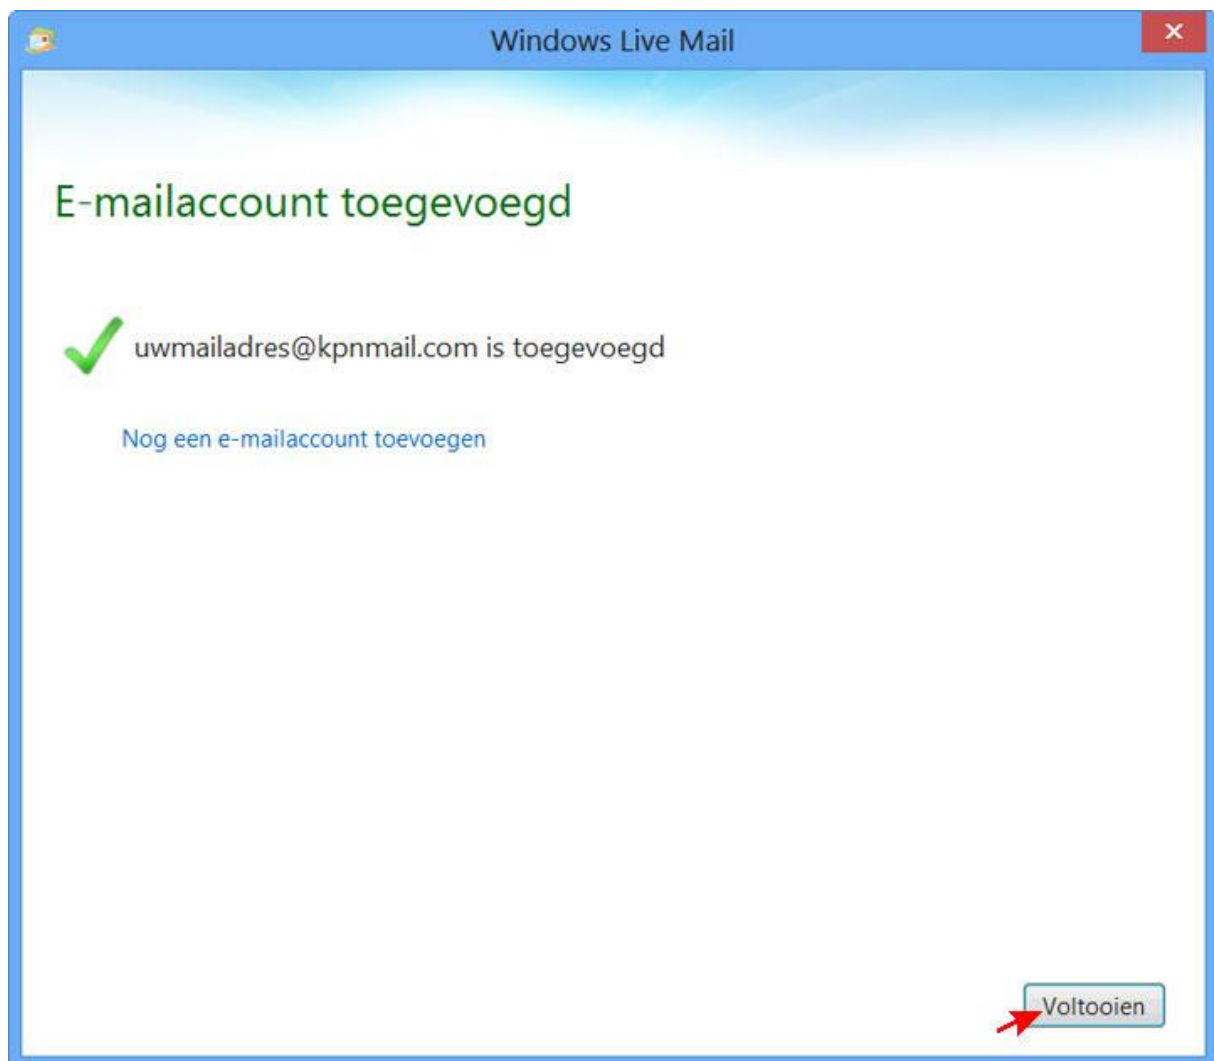 Windows Live Mail
E-mailaccount toegevoegd
uwmailadres@kpnmail.com is toegevoegd
Nog een e-mailaccount toevoegen
Voltooien